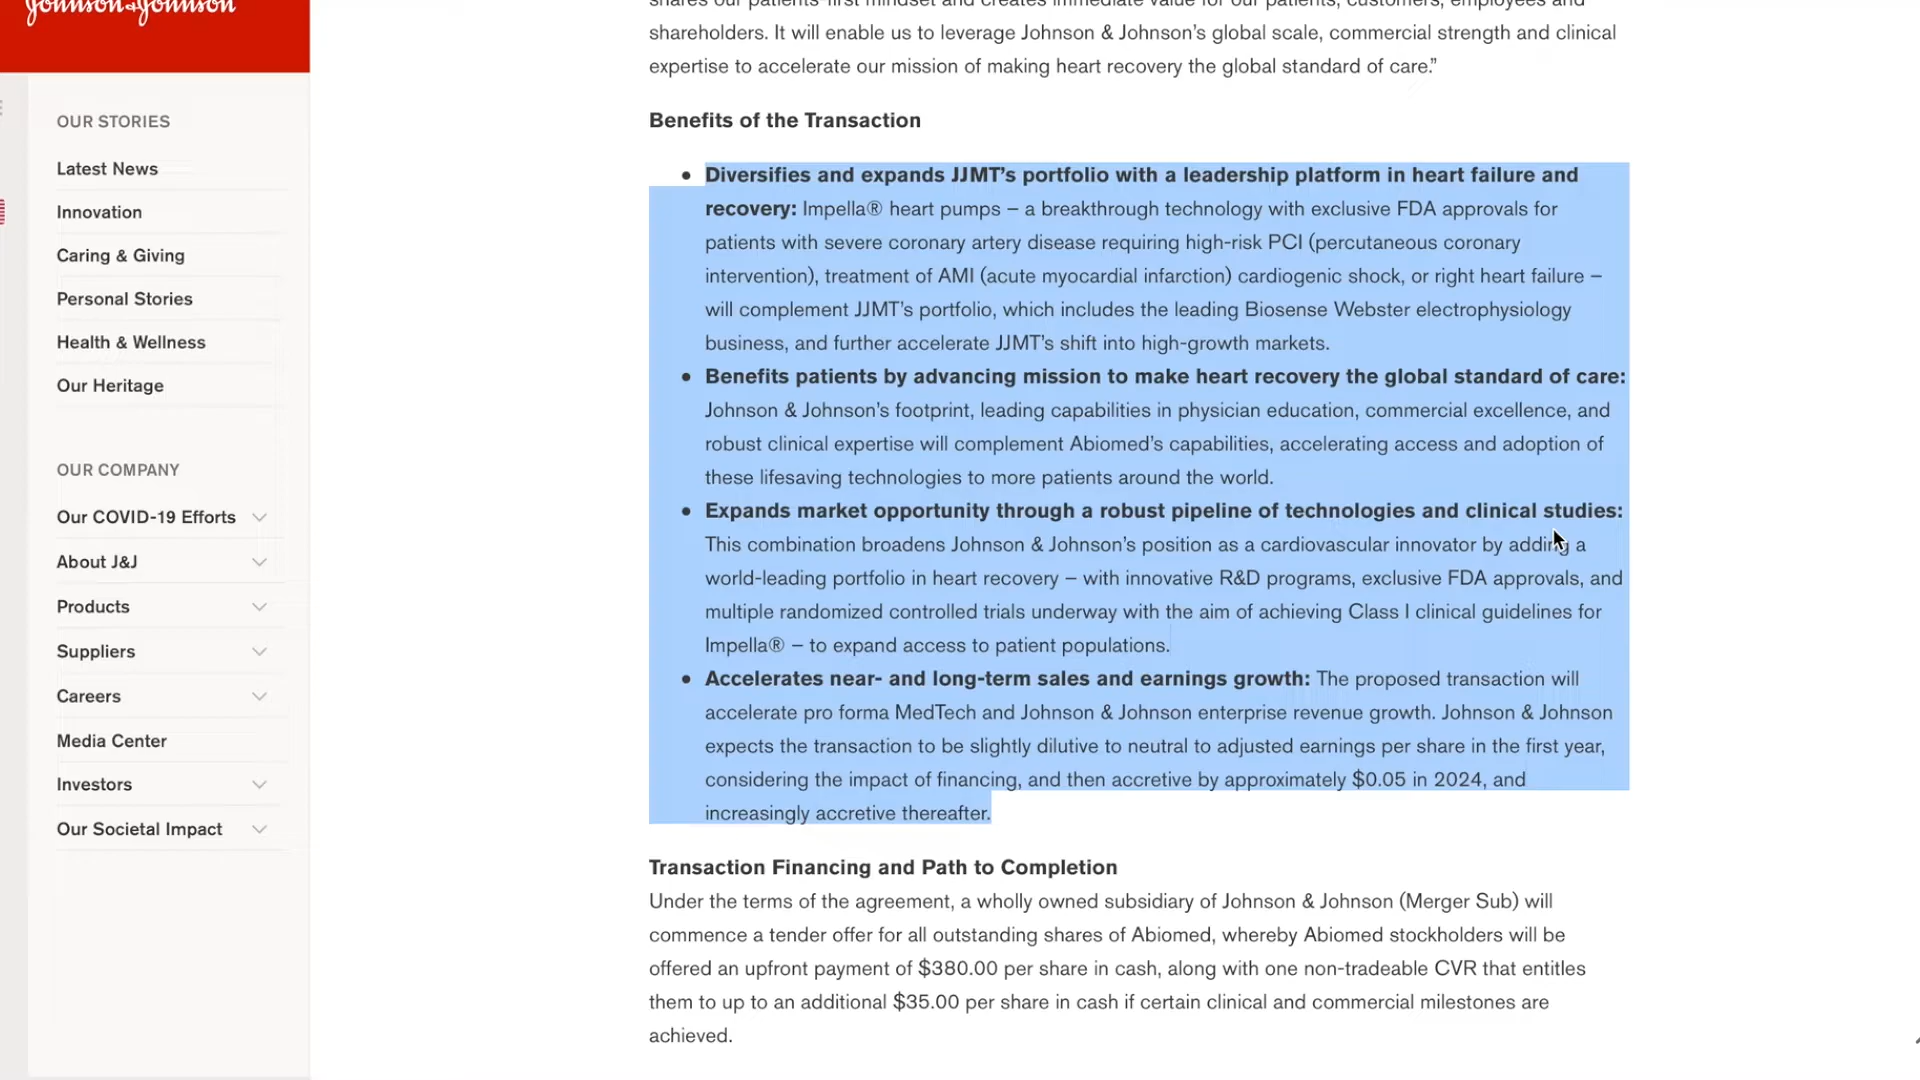 Johnson & Johnson
OUR STORIES
Latest News
Innovation
Caring & Giving
Personal Stories
Health & Wellness
Our Heritage
OUR COMPANY
Our COVID-19 Efforts
About J&J
Products
Suppliers
Careers
Media Center
Investors
Our Societal Impact
shares our patients-first mindset and creates immediate value for our patients, customers, employees and
shareholders. It will enable us to leverage Johnson & Johnson’s global scale, commercial strength and clinical
expertise to accelerate our mission of making heart recovery the global standard of care.”
Benefits of the Transaction
• Diversifies and expands JJMT’s portfolio with a leadership platform in heart failure and
recovery: Impella® heart pumps – a breakthrough technology with exclusive FDA approvals for
patients with severe coronary artery disease requiring high-risk PCI (percutaneous coronary
intervention), treatment of AMI (acute myocardial infarction) cardiogenic shock, or right heart failure –
will complement JJMT’s portfolio, which includes the leading Biosense Webster electrophysiology
business, and further accelerate JJMT’s shift into high-growth markets.
• Benefits patients by advancing mission to make heart recovery the global standard of care:
Johnson & Johnson’s footprint, leading capabilities in physician education, commercial excellence, and
robust clinical expertise will complement Abiomed’s capabilities, accelerating access and adoption of
these lifesaving technologies to more patients around the world.
• Expands market opportunity through a robust pipeline of technologies and clinical studies:
This combination broadens Johnson & Johnson’s position as a cardiovascular innovator by adding a
world-leading portfolio in heart recovery – with innovative R&D programs, exclusive FDA approvals, and
multiple randomized controlled trials underway with the aim of achieving Class I clinical guidelines for
Impella® – to expand access to patient populations.
• Accelerates near- and long-term sales and earnings growth: The proposed transaction will
accelerate pro forma MedTech and Johnson & Johnson enterprise revenue growth. Johnson & Johnson
expects the transaction to be slightly dilutive to neutral to adjusted earnings per share in the first year,
considering the impact of financing, and then accretive by approximately $0.05 in 2024, and
increasingly accretive thereafter.
Transaction Financing and Path to Completion
Under the terms of the agreement, a wholly owned subsidiary of Johnson & Johnson (Merger Sub) will
commence a tender offer for all outstanding shares of Abiomed, whereby Abiomed stockholders will be
offered an upfront payment of $380.00 per share in cash, along with one non-tradeable CVR that entitles
them to up to an additional $35.00 per share in cash if certain clinical and commercial milestones are
achieved.